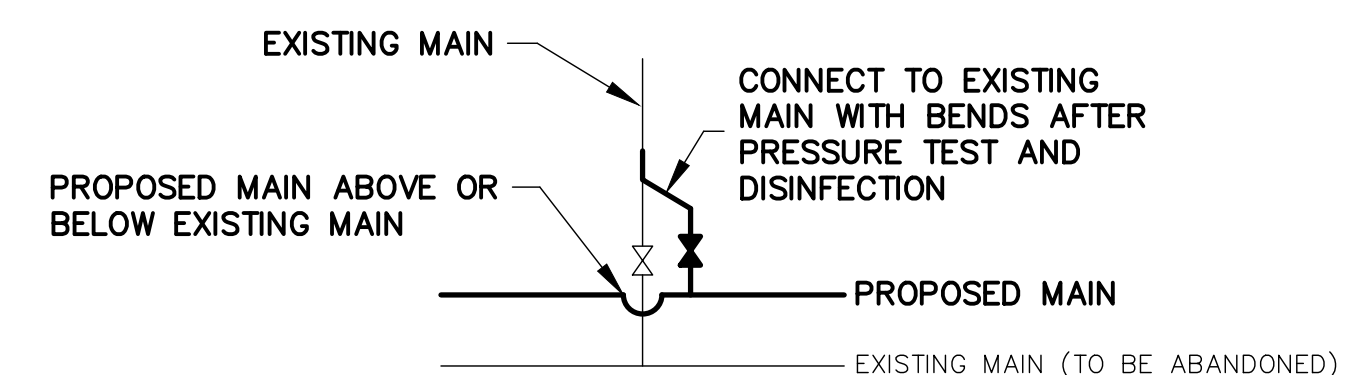 EXISTING MAIN
CONNECT TO EXISTING
MAIN WITH BENDS AFTER
PRESSURE TEST AND
DISINFECTION
PROPOSED MAIN ABOVE OR
BELOW EXISTING MAIN
PROPOSED MAIN
EXISTING MAIN (TO BE ABANDONED)